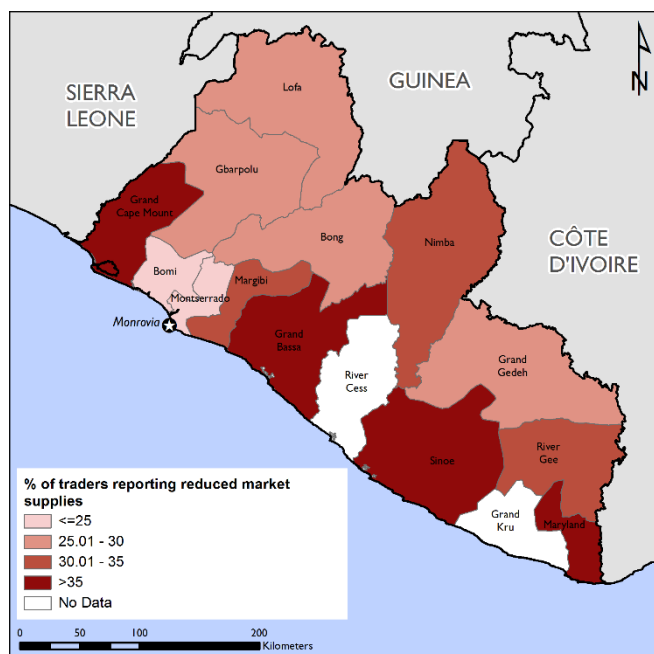 SIERRA
LEONE
GUINEA
N
Lofa
Gbarpolu
Grand
Cape Mount
Bong
Nimba
CÔTE
D'IVOIRE
Bomi
Montserrado
Margibi
Monrovia
Grand
Bassa
River
Cess
Grand
Gedeh
Sinoe
River
Gee
Grand
Kru
Maryland
% of traders reporting reduced market
supplies
<=25
25.01 - 30
30.01 - 35
>35
No Data
0 50 100 200
Kilometers